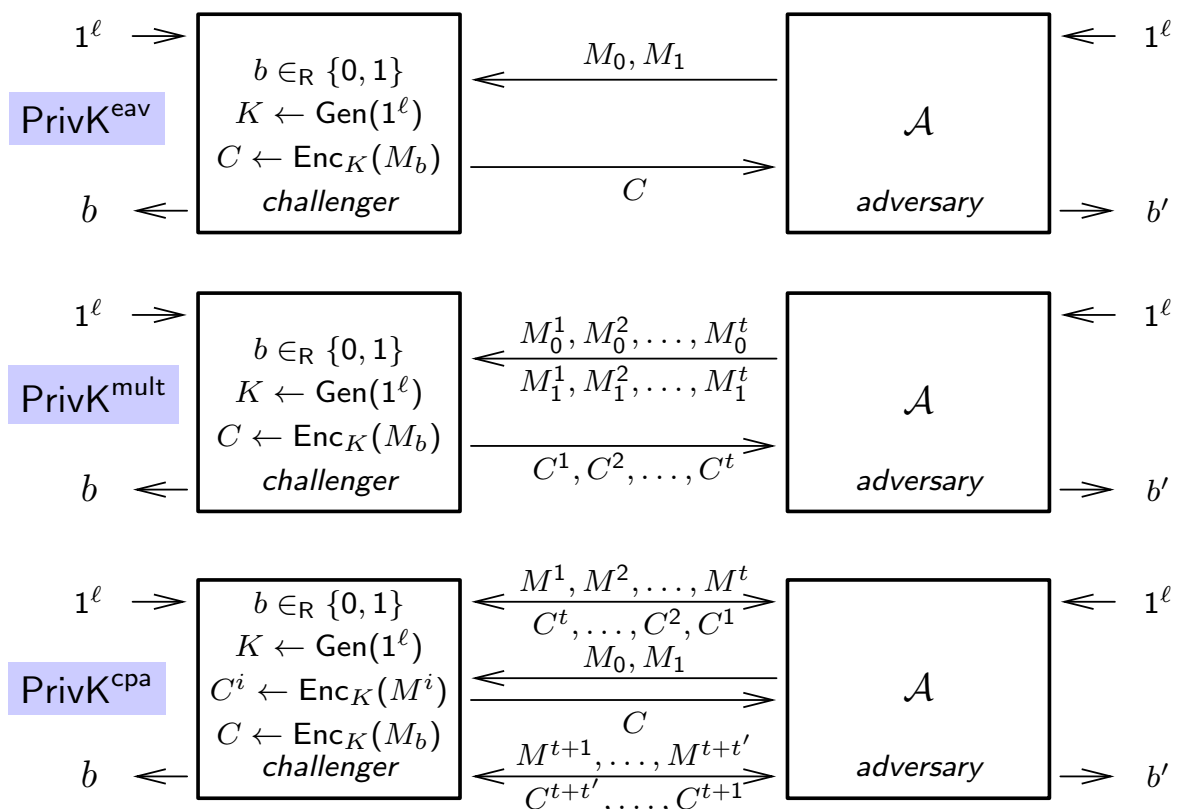 1^ℓ
PrivK^eav
b
b ∈_R {0, 1}
K ← Gen(1^ℓ)
C ← Enc_K(M_b)
challenger
M_0, M_1
C
𝒜
adversary
1^ℓ
b′
1^ℓ
PrivK^mult
b
b ∈_R {0, 1}
K ← Gen(1^ℓ)
C ← Enc_K(M_b)
challenger
M_0^1, M_0^2, . . . , M_0^t
M_1^1, M_1^2, . . . , M_1^t
C^1, C^2, . . . , C^t
𝒜
adversary
1^ℓ
b′
1^ℓ
PrivK^cpa
b
b ∈_R {0, 1}
K ← Gen(1^ℓ)
C^i ← Enc_K(M^i)
C ← Enc_K(M_b)
challenger
M^1, M^2, . . . , M^t
C^t, . . . , C^2, C^1
M_0, M_1
C
M^{t+1}, . . . , M^{t+t′}
C^{t+t′}, . . . , C^{t+1}
𝒜
adversary
1^ℓ
b′